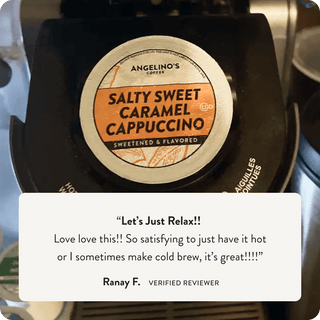 ANGELINO'S
COFFEE
SALTY SWEET
CARAMEL
CAPPUCCINO
SWEETENED & FLAVORED
AIGUILLES
“Let's Just Relax!!
Love love this!! So satisfying to just have it hot
or I sometimes make cold brew, it's great!!!!”
Ranay F. VERIFIED REVIEWER